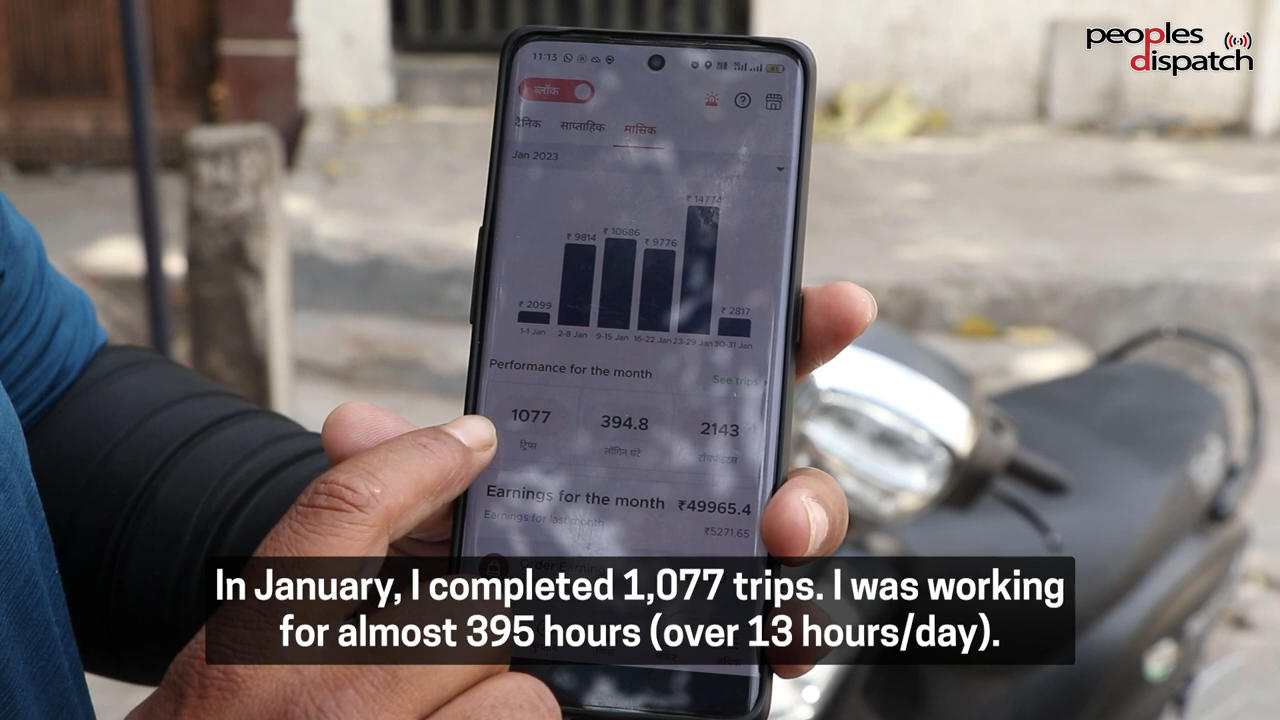 peoples
dispatch
11:13
ब्लॉक
दैनिक साप्ताहिक मासिक
Jan 2023
₹ 14774
₹ 9814 ₹ 10686 ₹ 9776
₹ 2099 ₹ 2817
1-1 Jan 2-8 Jan 9-15 Jan 16-22 Jan 23-29 Jan 30-31 Jan
Performance for the month See trips
1077 394.8 2143
ट्रिप्स लॉगिन घंटे
Earnings for the month ₹49965.4
Earnings for last month ₹5271.65
Order Earning
In January, I completed 1,077 trips. I was working
for almost 395 hours (over 13 hours/day).